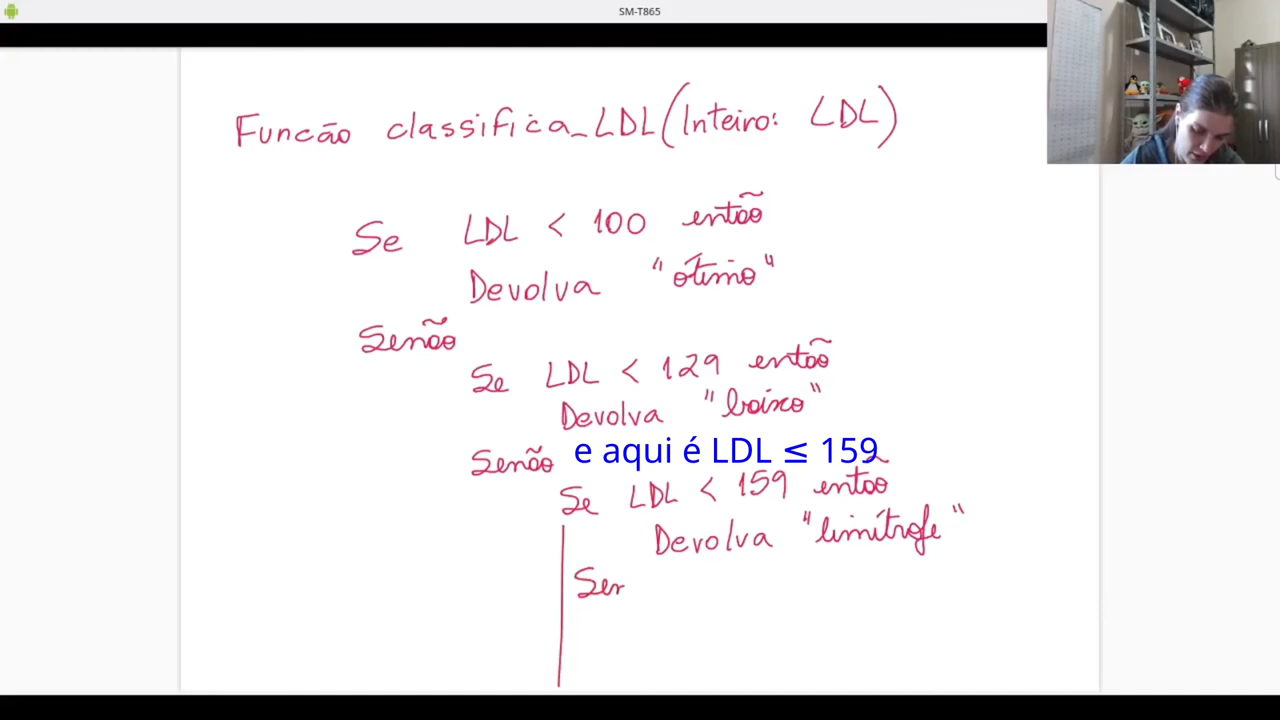 SM-T865
Funcão classifica_LDL(Inteiro: LDL)
Se LDL < 100 então
Devolva "ótimo"
Senão
Se LDL < 129 então
Devolva "baixo"
Senão e aqui é LDL ≤ 159
Se LDL < 159 então
Devolva "limítrofe"
Sen